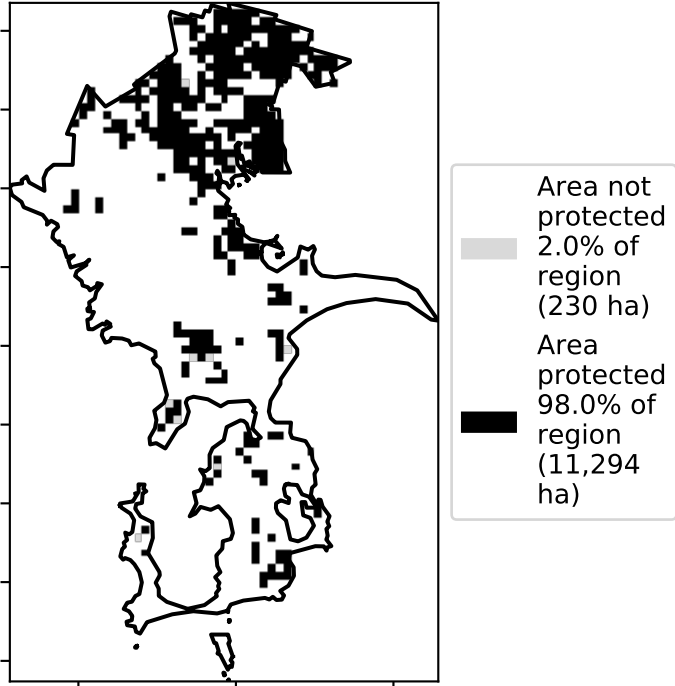 Area not
protected
2.0% of
region
(230 ha)
Area
protected
98.0% of
region
(11,294
ha)